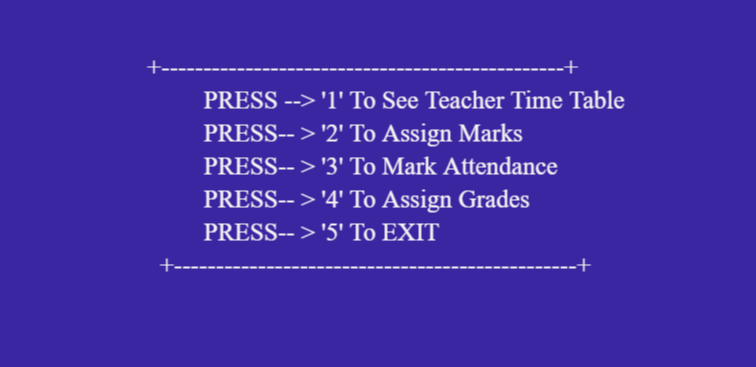 +------------------------------------------------+
PRESS --> '1' To See Teacher Time Table
PRESS-- > '2' To Assign Marks
PRESS-- > '3' To Mark Attendance
PRESS-- > '4' To Assign Grades
PRESS-- > '5' To EXIT
+------------------------------------------------+